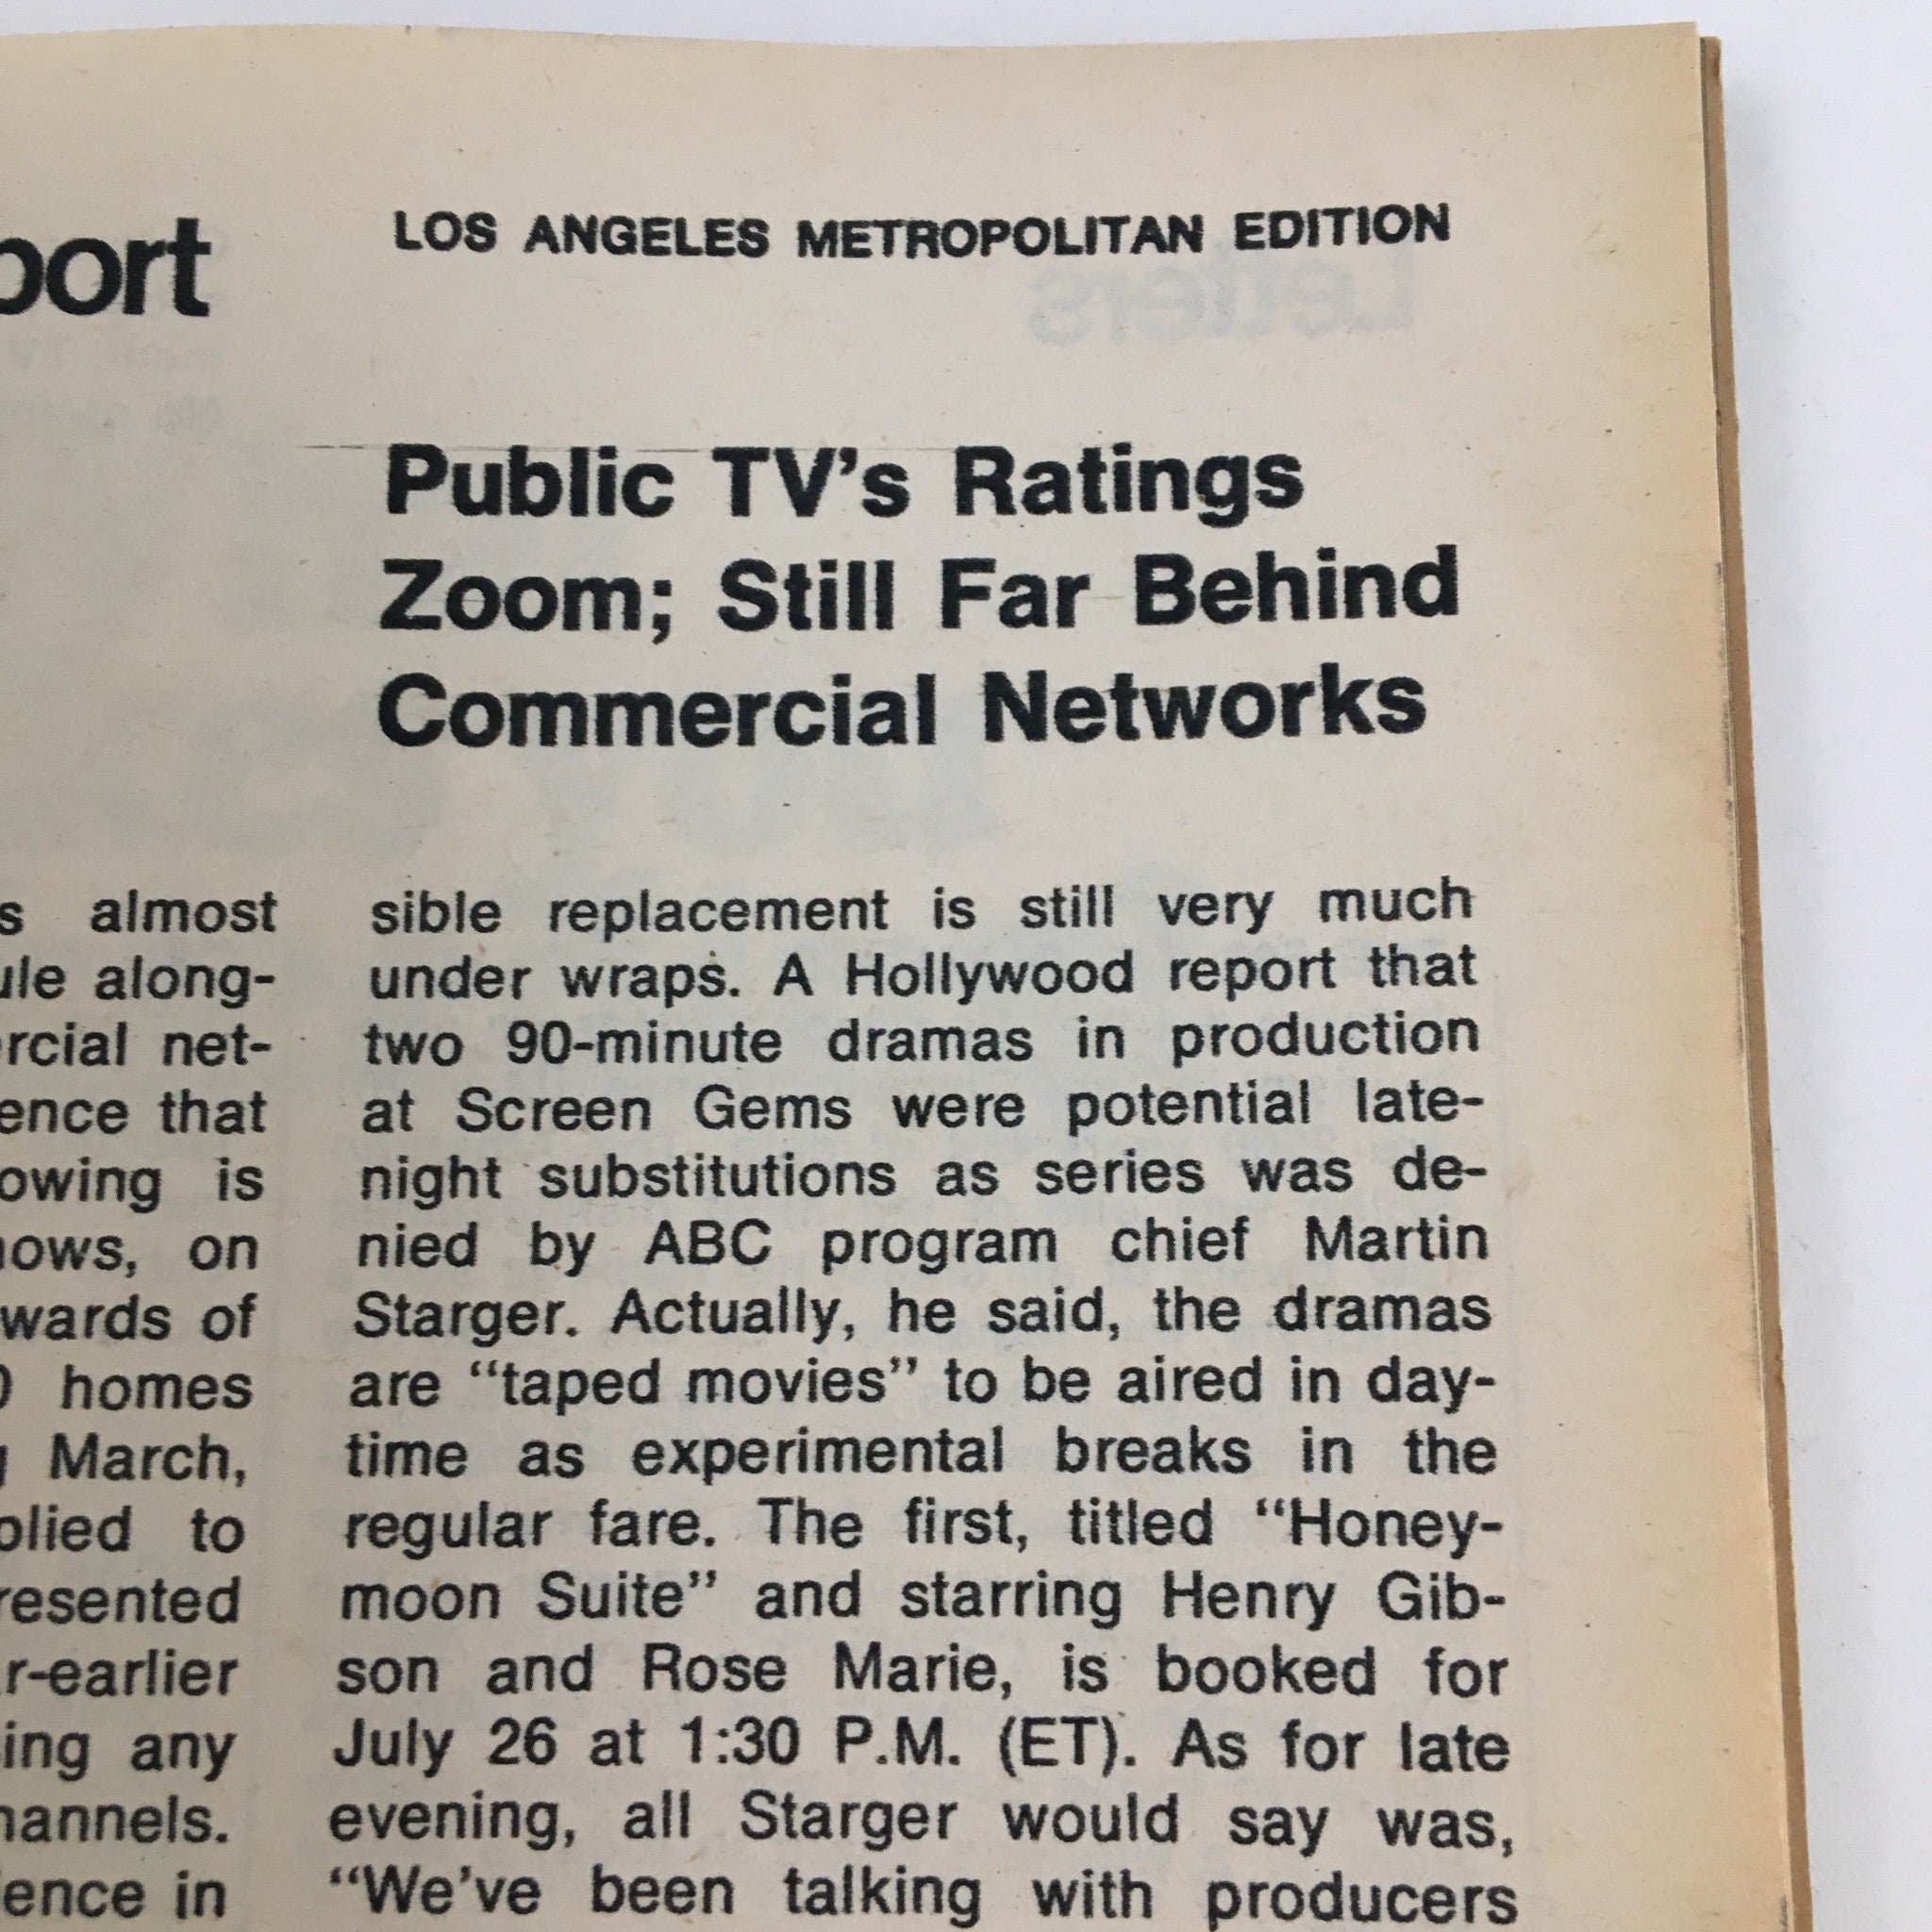 port
LOS ANGELES METROPOLITAN EDITION
Letters
Public TV's Ratings
Zoom; Still Far Behind
Commercial Networks
s almost
ule along-
rcial net-
ence that
owing is
hows, on
wards of
0 homes
g March,
plied to
resented
r-earlier
ing any
hannels.
ence in
sible replacement is still very much
under wraps. A Hollywood report that
two 90-minute dramas in production
at Screen Gems were potential late-
night substitutions as series was de-
nied by ABC program chief Martin
Starger. Actually, he said, the dramas
are “taped movies” to be aired in day-
time as experimental breaks in the
regular fare. The first, titled “Honey-
moon Suite” and starring Henry Gib-
son and Rose Marie, is booked for
July 26 at 1:30 P.M. (ET). As for late
evening, all Starger would say was,
“We've been talking with producers